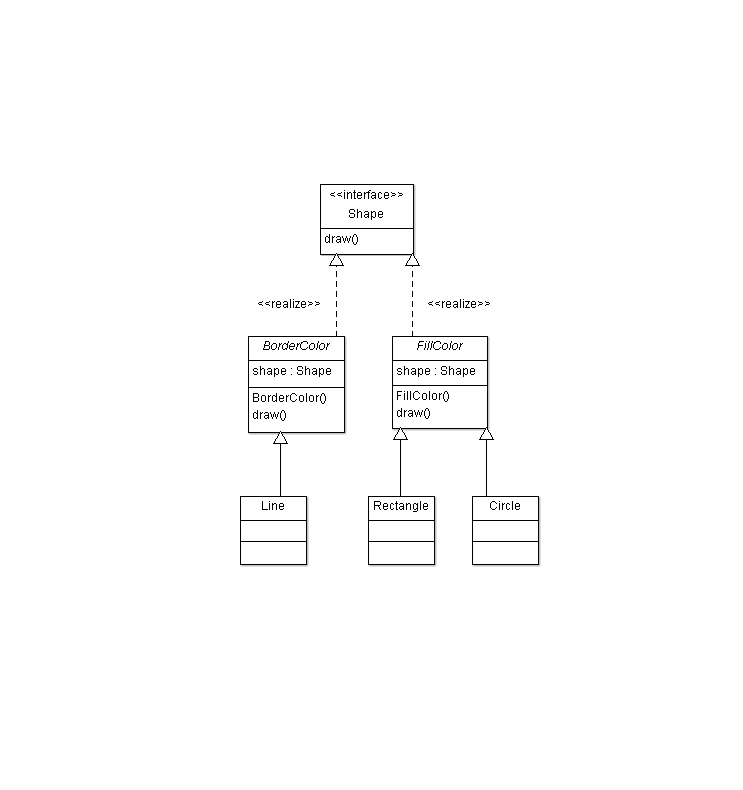 <<interface>>
Shape
draw()
<<realize>>
<<realize>>
BorderColor
shape : Shape
BorderColor()
draw()
FillColor
shape : Shape
FillColor()
draw()
Line
Rectangle
Circle